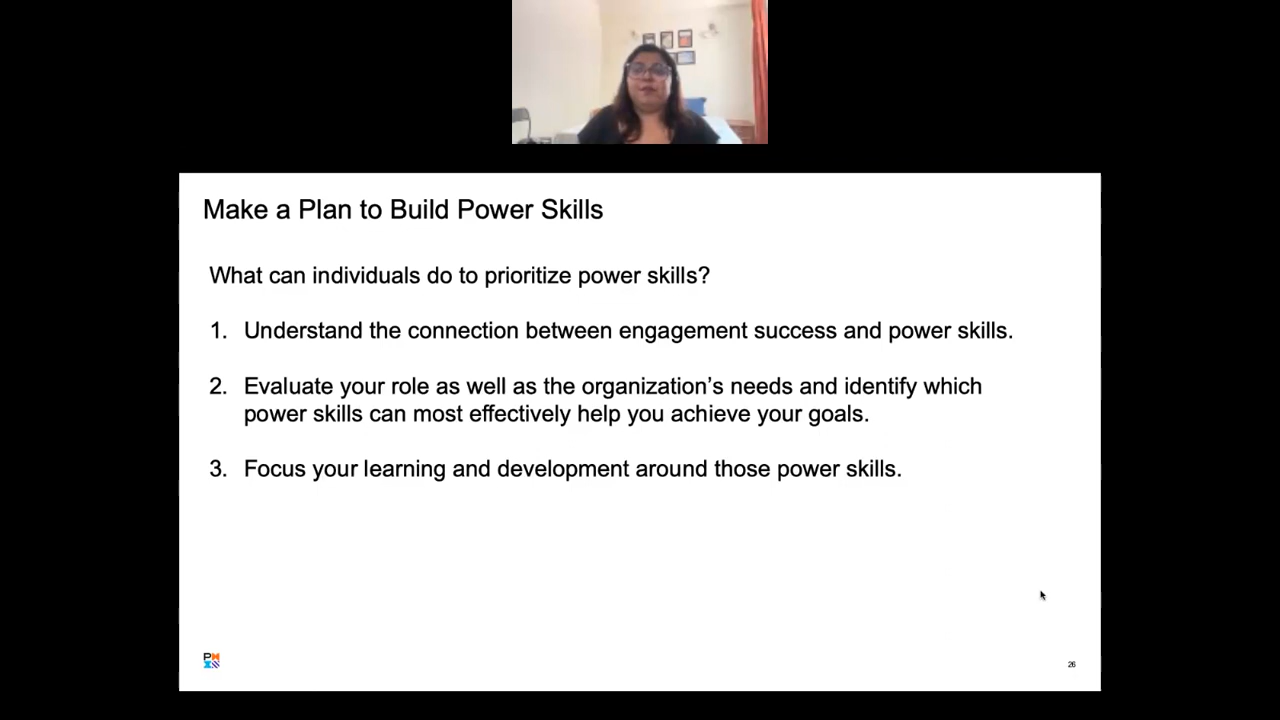 Make a Plan to Build Power Skills
What can individuals do to prioritize power skills?
1. Understand the connection between engagement success and power skills.
2. Evaluate your role as well as the organization’s needs and identify which
power skills can most effectively help you achieve your goals.
3. Focus your learning and development around those power skills.
PM
I
26